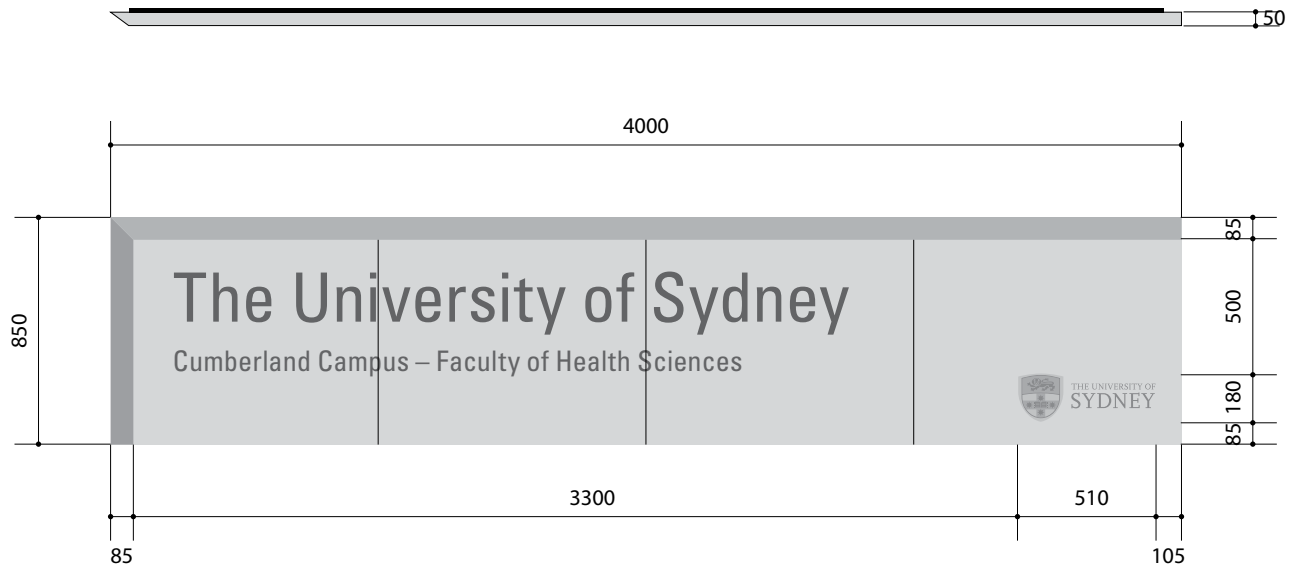 50
4000
85
500
180
85
850
The University of Sydney
Cumberland Campus – Faculty of Health Sciences
THE UNIVERSITY OF
SYDNEY
3300
510
85
105